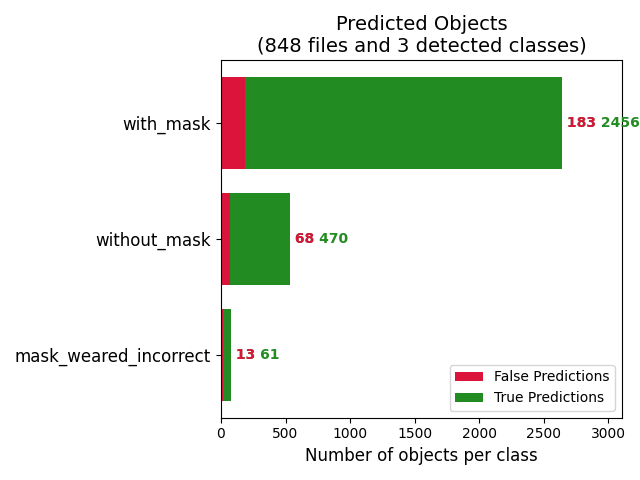 Predicted Objects
(848 files and 3 detected classes)
with_mask
183 2456
without_mask
68 470
mask_weared_incorrect
13 61
False Predictions
True Predictions
0 500 1000 1500 2000 2500 3000
Number of objects per class